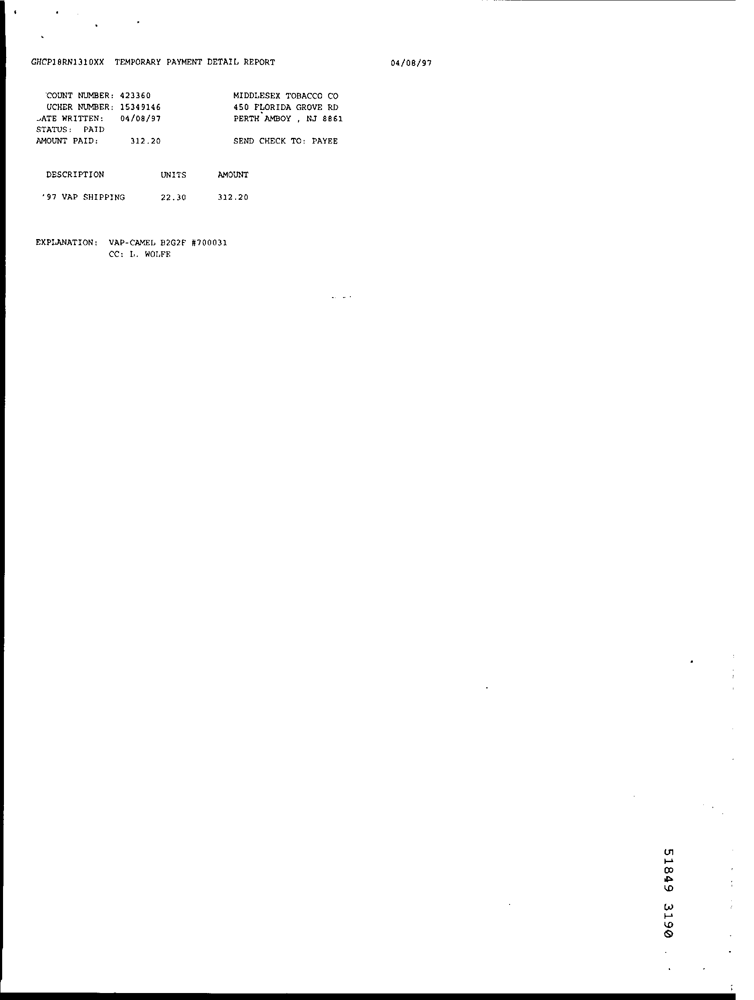 GHCP18RN1310XX TEMPORARY PAYMENT DETAIL REPORT 04/08/97
COUNT NUMBER: 423360 MIDDLESEX TOBACCO CO
UCHER NUMBER: 15349146 450 FLORIDA GROVE RD
ATE WRITTEN: 04/08/97 PERTH AMBOY , NJ 8861
STATUS: PAID
AMOUNT PAID: 312.20 SEND CHECK TO: PAYEE
DESCRIPTION UNITS AMOUNT
'97 VAP SHIPPING 22.30 312.20
EXPLANATION: VAP-CAMEL B2G2F #700031
CC: L. WOLFE
51849 3190